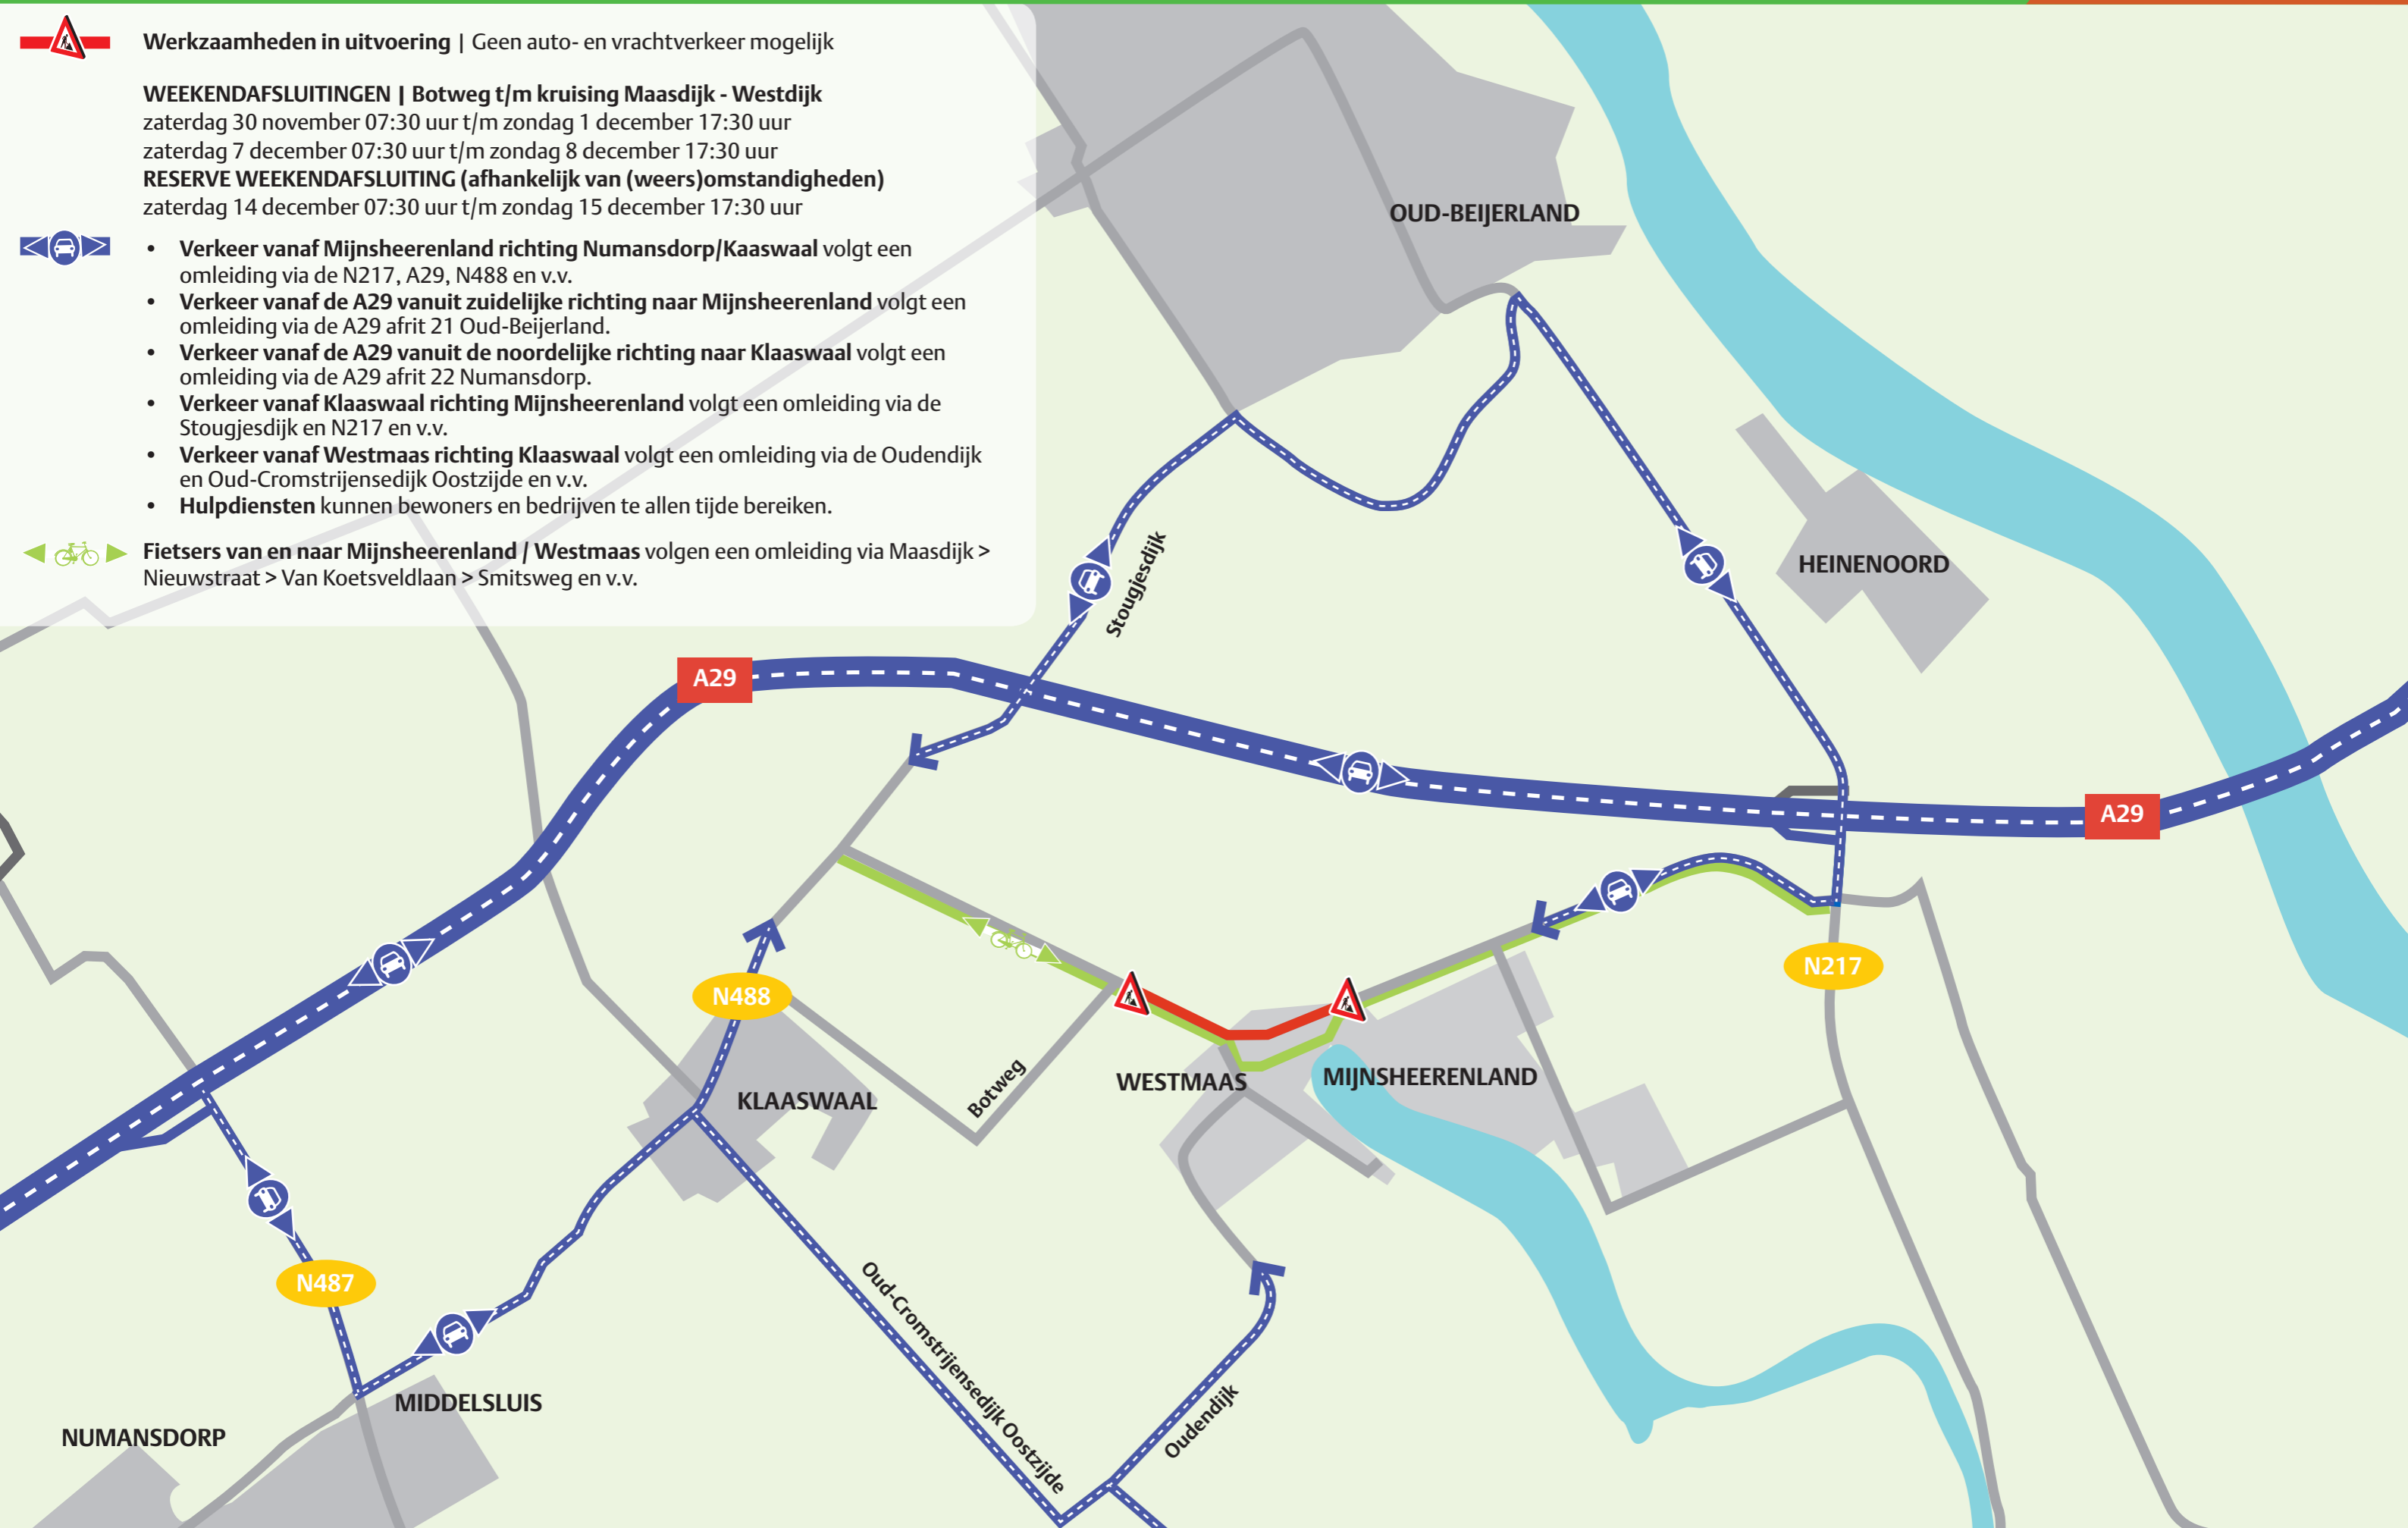 Werkzaamheden in uitvoering | Geen auto- en vrachtverkeer mogelijk
WEEKENDAFSLUITINGEN | Botweg t/m kruising Maasdijk - Westdijk
zaterdag 30 november 07:30 uur t/m zondag 1 december 17:30 uur
zaterdag 7 december 07:30 uur t/m zondag 8 december 17:30 uur
RESERVE WEEKENDAFSLUITING (afhankelijk van (weers)omstandigheden)
zaterdag 14 december 07:30 uur t/m zondag 15 december 17:30 uur
• Verkeer vanaf Mijnsheerenland richting Numansdorp/Kaaswaal volgt een
omleiding via de N217, A29, N488 en v.v.
• Verkeer vanaf de A29 vanuit zuidelijke richting naar Mijnsheerenland volgt een
omleiding via de A29 afrit 21 Oud-Beijerland.
• Verkeer vanaf de A29 vanuit de noordelijke richting naar Klaaswaal volgt een
omleiding via de A29 afrit 22 Numansdorp.
• Verkeer vanaf Klaaswaal richting Mijnsheerenland volgt een omleiding via de
Stougjesdijk en N217 en v.v.
• Verkeer vanaf Westmaas richting Klaaswaal volgt een omleiding via de Oudendijk
en Oud-Cromstrijensedijk Oostzijde en v.v.
• Hulpdiensten kunnen bewoners en bedrijven te allen tijde bereiken.
Fietsers van en naar Mijnsheerenland / Westmaas volgen een omleiding via Maasdijk >
Nieuwstraat > Van Koetsveldlaan > Smitsweg en v.v.
OUD-BEIJERLAND
HEINENOORD
Stougjesdijk
A29
A29
N217
N488
KLAASWAAL
Botweg
WESTMAAS
MIJNSHEERENLAND
N487
Oud-Cromstrijensedijk Oostzijde
Oudendijk
MIDDELSLUIS
NUMANSDORP